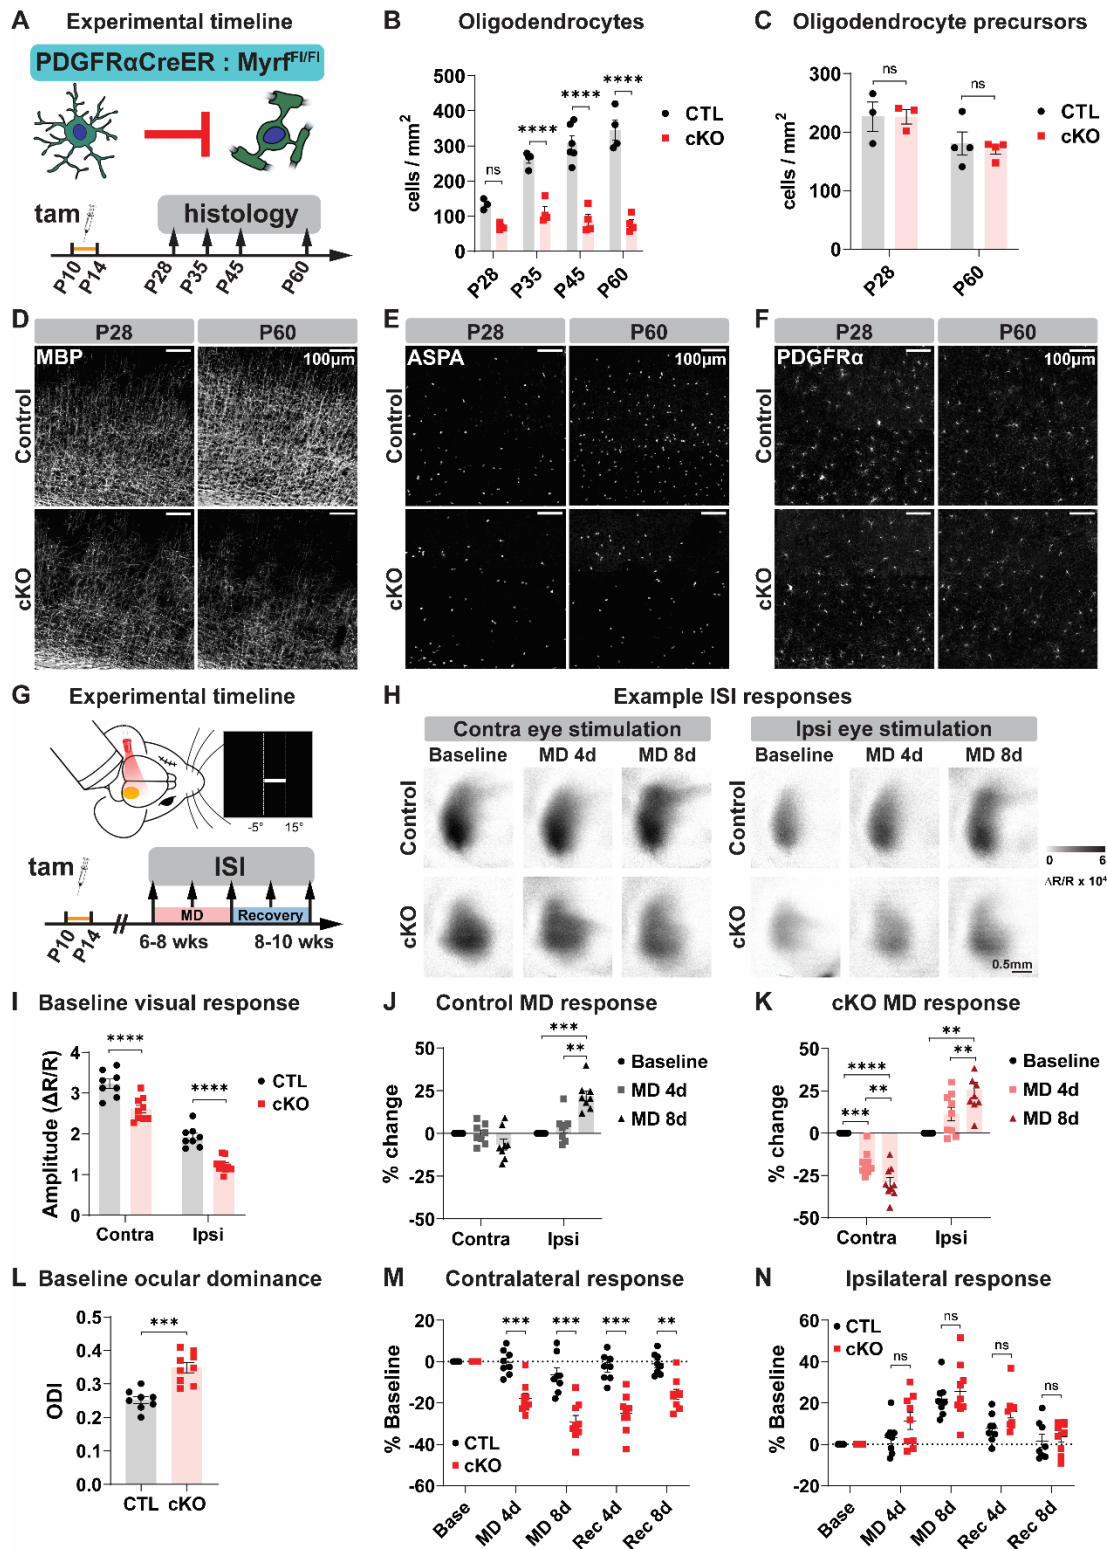 A Experimental timeline
PDGFRαCreER : Myrf^Fl/Fl
tam
histology
P10
P14
P28
P35
P45
P60
B Oligodendrocytes
cells / mm²
400
300
200
100
0
ns
****
****
****
CTL
cKO
P28
P35
P45
P60
C Oligodendrocyte precursors
cells / mm²
300
200
100
0
ns
ns
CTL
cKO
P28
P60
D
P28
P60
MBP
100μm
Control
cKO
E
P28
P60
ASPA
100μm
Control
cKO
F
P28
P60
PDGFRα
100μm
Control
cKO
G Experimental timeline
-5°
15°
tam
ISI
MD
Recovery
P10
P14
6-8 wks
8-10 wks
H Example ISI responses
Contra eye stimulation
Ipsi eye stimulation
Baseline
MD 4d
MD 8d
Baseline
MD 4d
MD 8d
Control
cKO
Control
cKO
0
6
ΔR/R x 10⁴
0.5mm
I Baseline visual response
Amplitude (ΔR/R)
4
3
2
1
0
****
****
CTL
cKO
Contra
Ipsi
J Control MD response
% change
50
25
0
-25
-50
***
**
Baseline
MD 4d
MD 8d
Contra
Ipsi
K cKO MD response
% change
50
25
0
-25
-50
****
**
***
**
**
Baseline
MD 4d
MD 8d
Contra
Ipsi
L Baseline ocular dominance
ODI
0.5
0.4
0.3
0.2
0.1
0.0
***
CTL
cKO
M Contralateral response
% Baseline
20
0
-20
-40
-60
***
***
***
**
CTL
cKO
Base
MD 4d
MD 8d
Rec 4d
Rec 8d
N Ipsilateral response
% Baseline
60
40
20
0
-20
CTL
cKO
ns
ns
ns
ns
Base
MD 4d
MD 8d
Rec 4d
Rec 8d